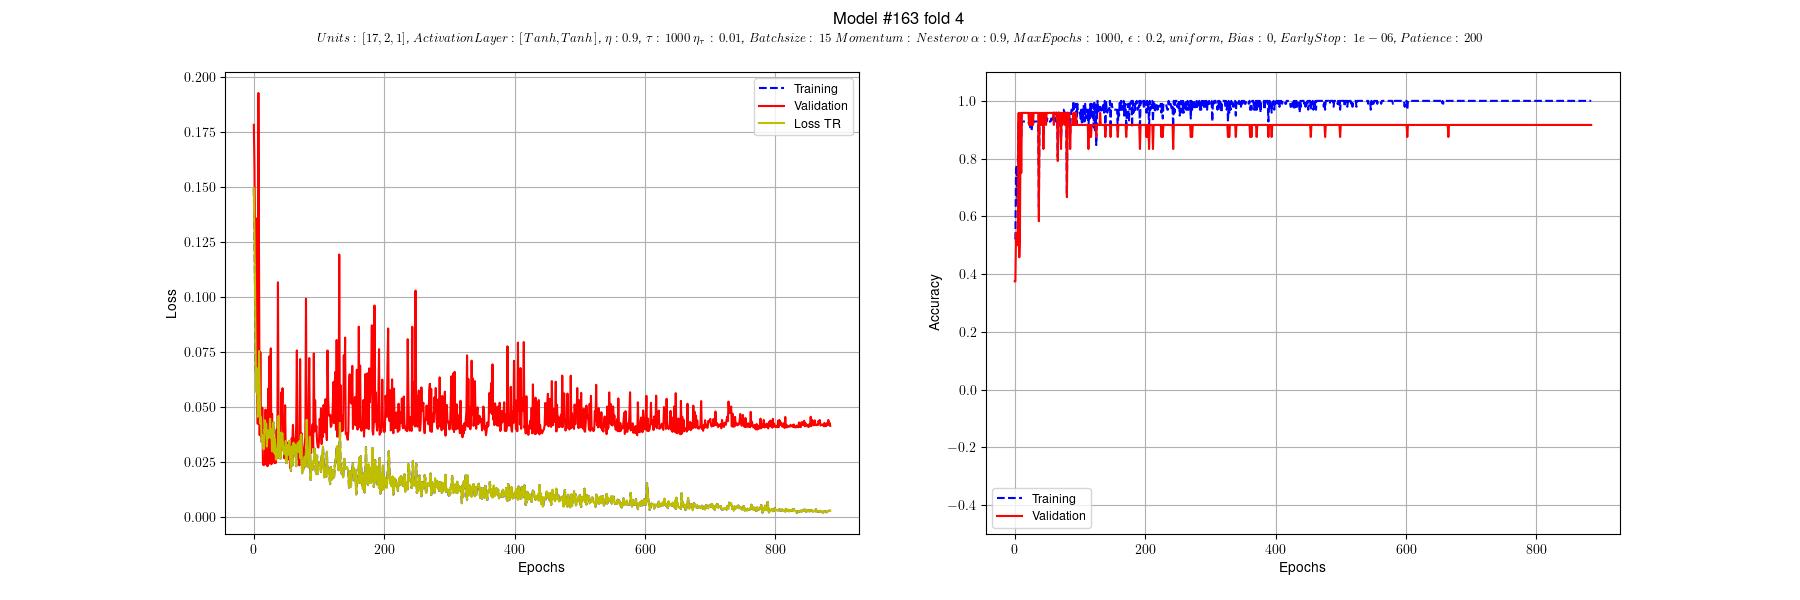 Model #163 fold 4
Units : [17, 2, 1], ActivationLayer : [Tanh, Tanh], η : 0.9, τ : 1000 ητ : 0.01, Batchsize : 15 Momentum : Nesterov α : 0.9, MaxEpochs : 1000, ϵ : 0.2, uniform, Bias : 0, EarlyStop : 1e − 06, Patience : 200
Loss
0.200
0.175
0.150
0.125
0.100
0.075
0.050
0.025
0.000
0 200 400 600 800
Epochs
Training
Validation
Loss TR
Accuracy
1.0
0.8
0.6
0.4
0.2
0.0
−0.2
−0.4
0 200 400 600 800
Epochs
Training
Validation